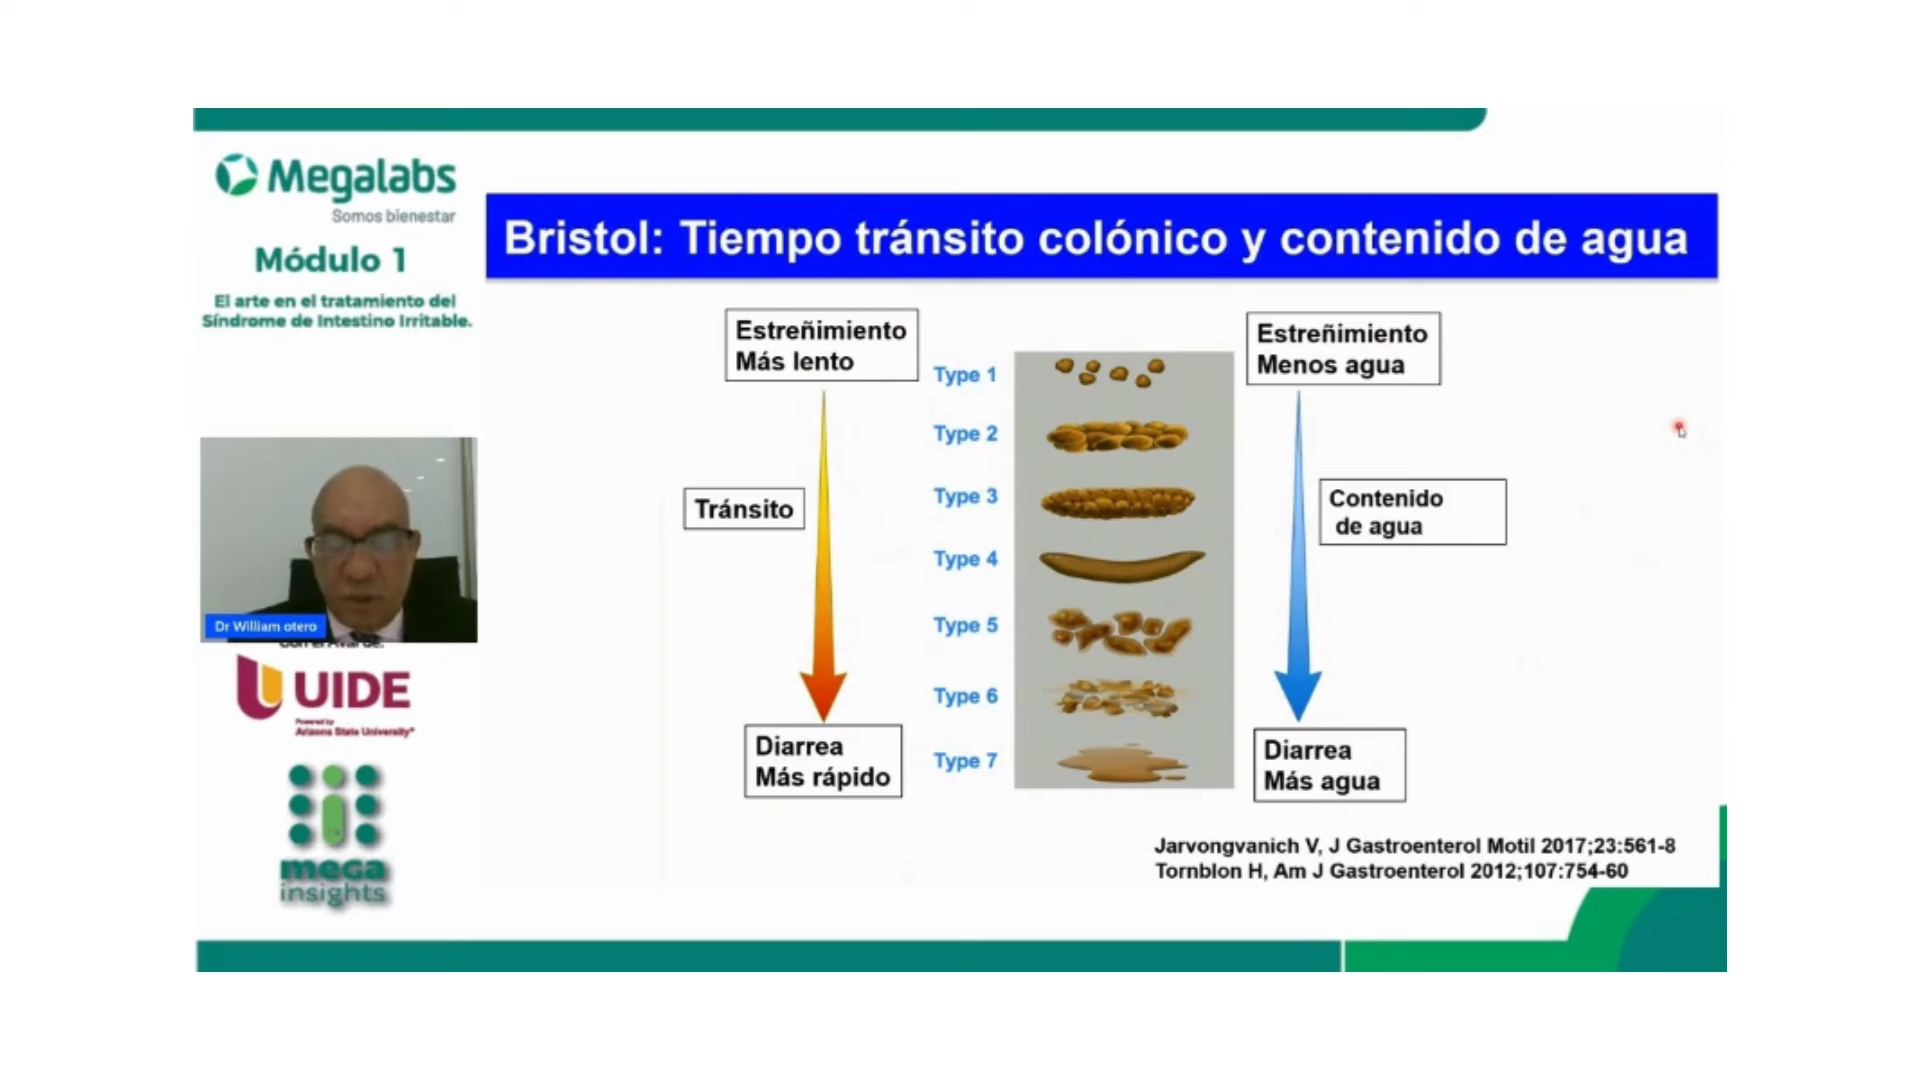 Megalabs
Somos bienestar
Módulo 1
El arte en el tratamiento del
Síndrome de Intestino Irritable.
Dr William otero
UIDE
Powered by
Arizona State University®
mega
insights
Bristol: Tiempo tránsito colónico y contenido de agua
Estreñimiento
Más lento
Tránsito
Diarrea
Más rápido
Type 1
Type 2
Type 3
Type 4
Type 5
Type 6
Type 7
Estreñimiento
Menos agua
Contenido
de agua
Diarrea
Más agua
Jarvongvanich V, J Gastroenterol Motil 2017;23:561-8
Tornblon H, Am J Gastroenterol 2012;107:754-60